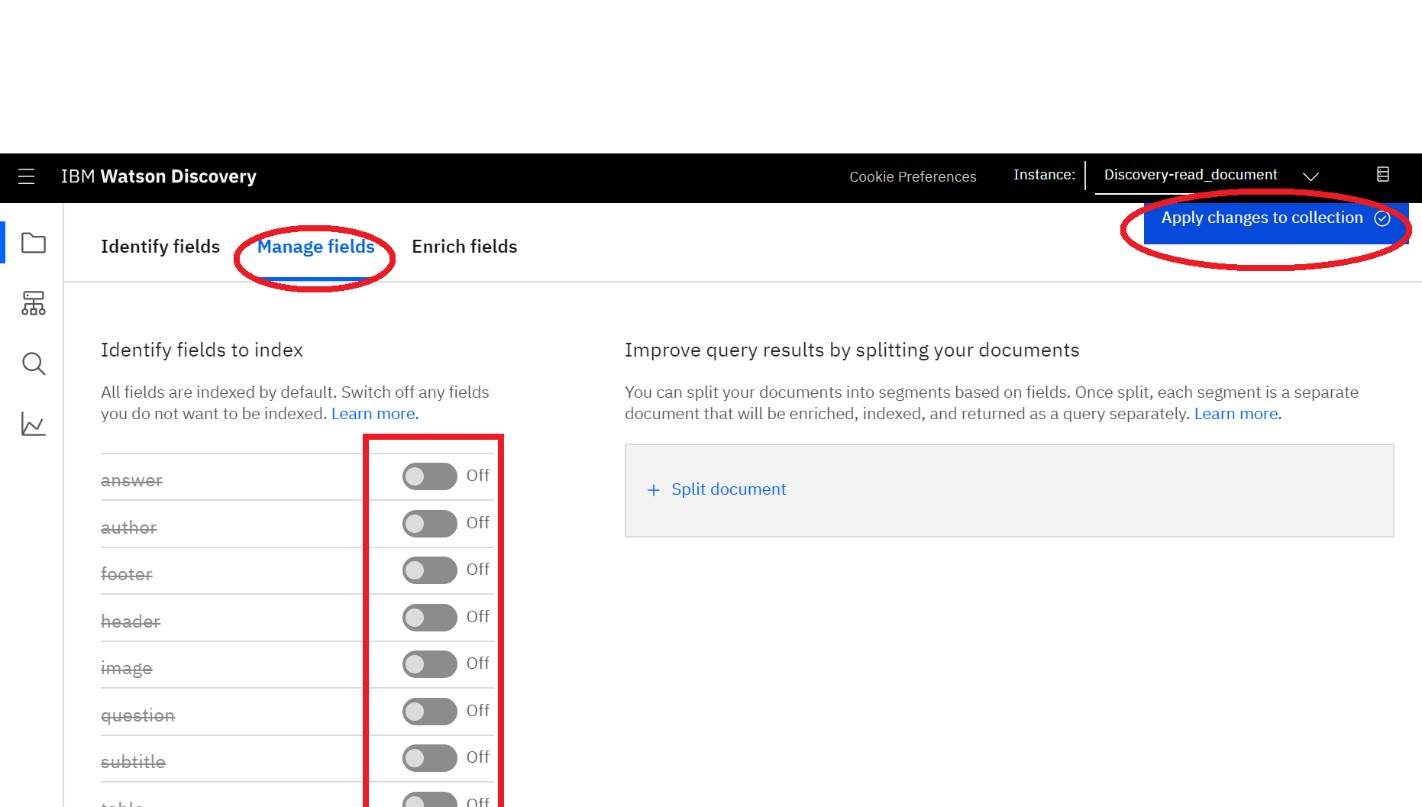 IBM Watson Discovery
Cookie Preferences
Instance:
Discovery-read_document
Apply changes to collection
Identify fields
Manage fields
Enrich fields
Identify fields to index
All fields are indexed by default. Switch off any fields
you do not want to be indexed. Learn more.
answer Off
author Off
footer Off
header Off
image Off
question Off
subtitle Off
table Off
Improve query results by splitting your documents
You can split your documents into segments based on fields. Once split, each segment is a separate
document that will be enriched, indexed, and returned as a query separately. Learn more.
+ Split document